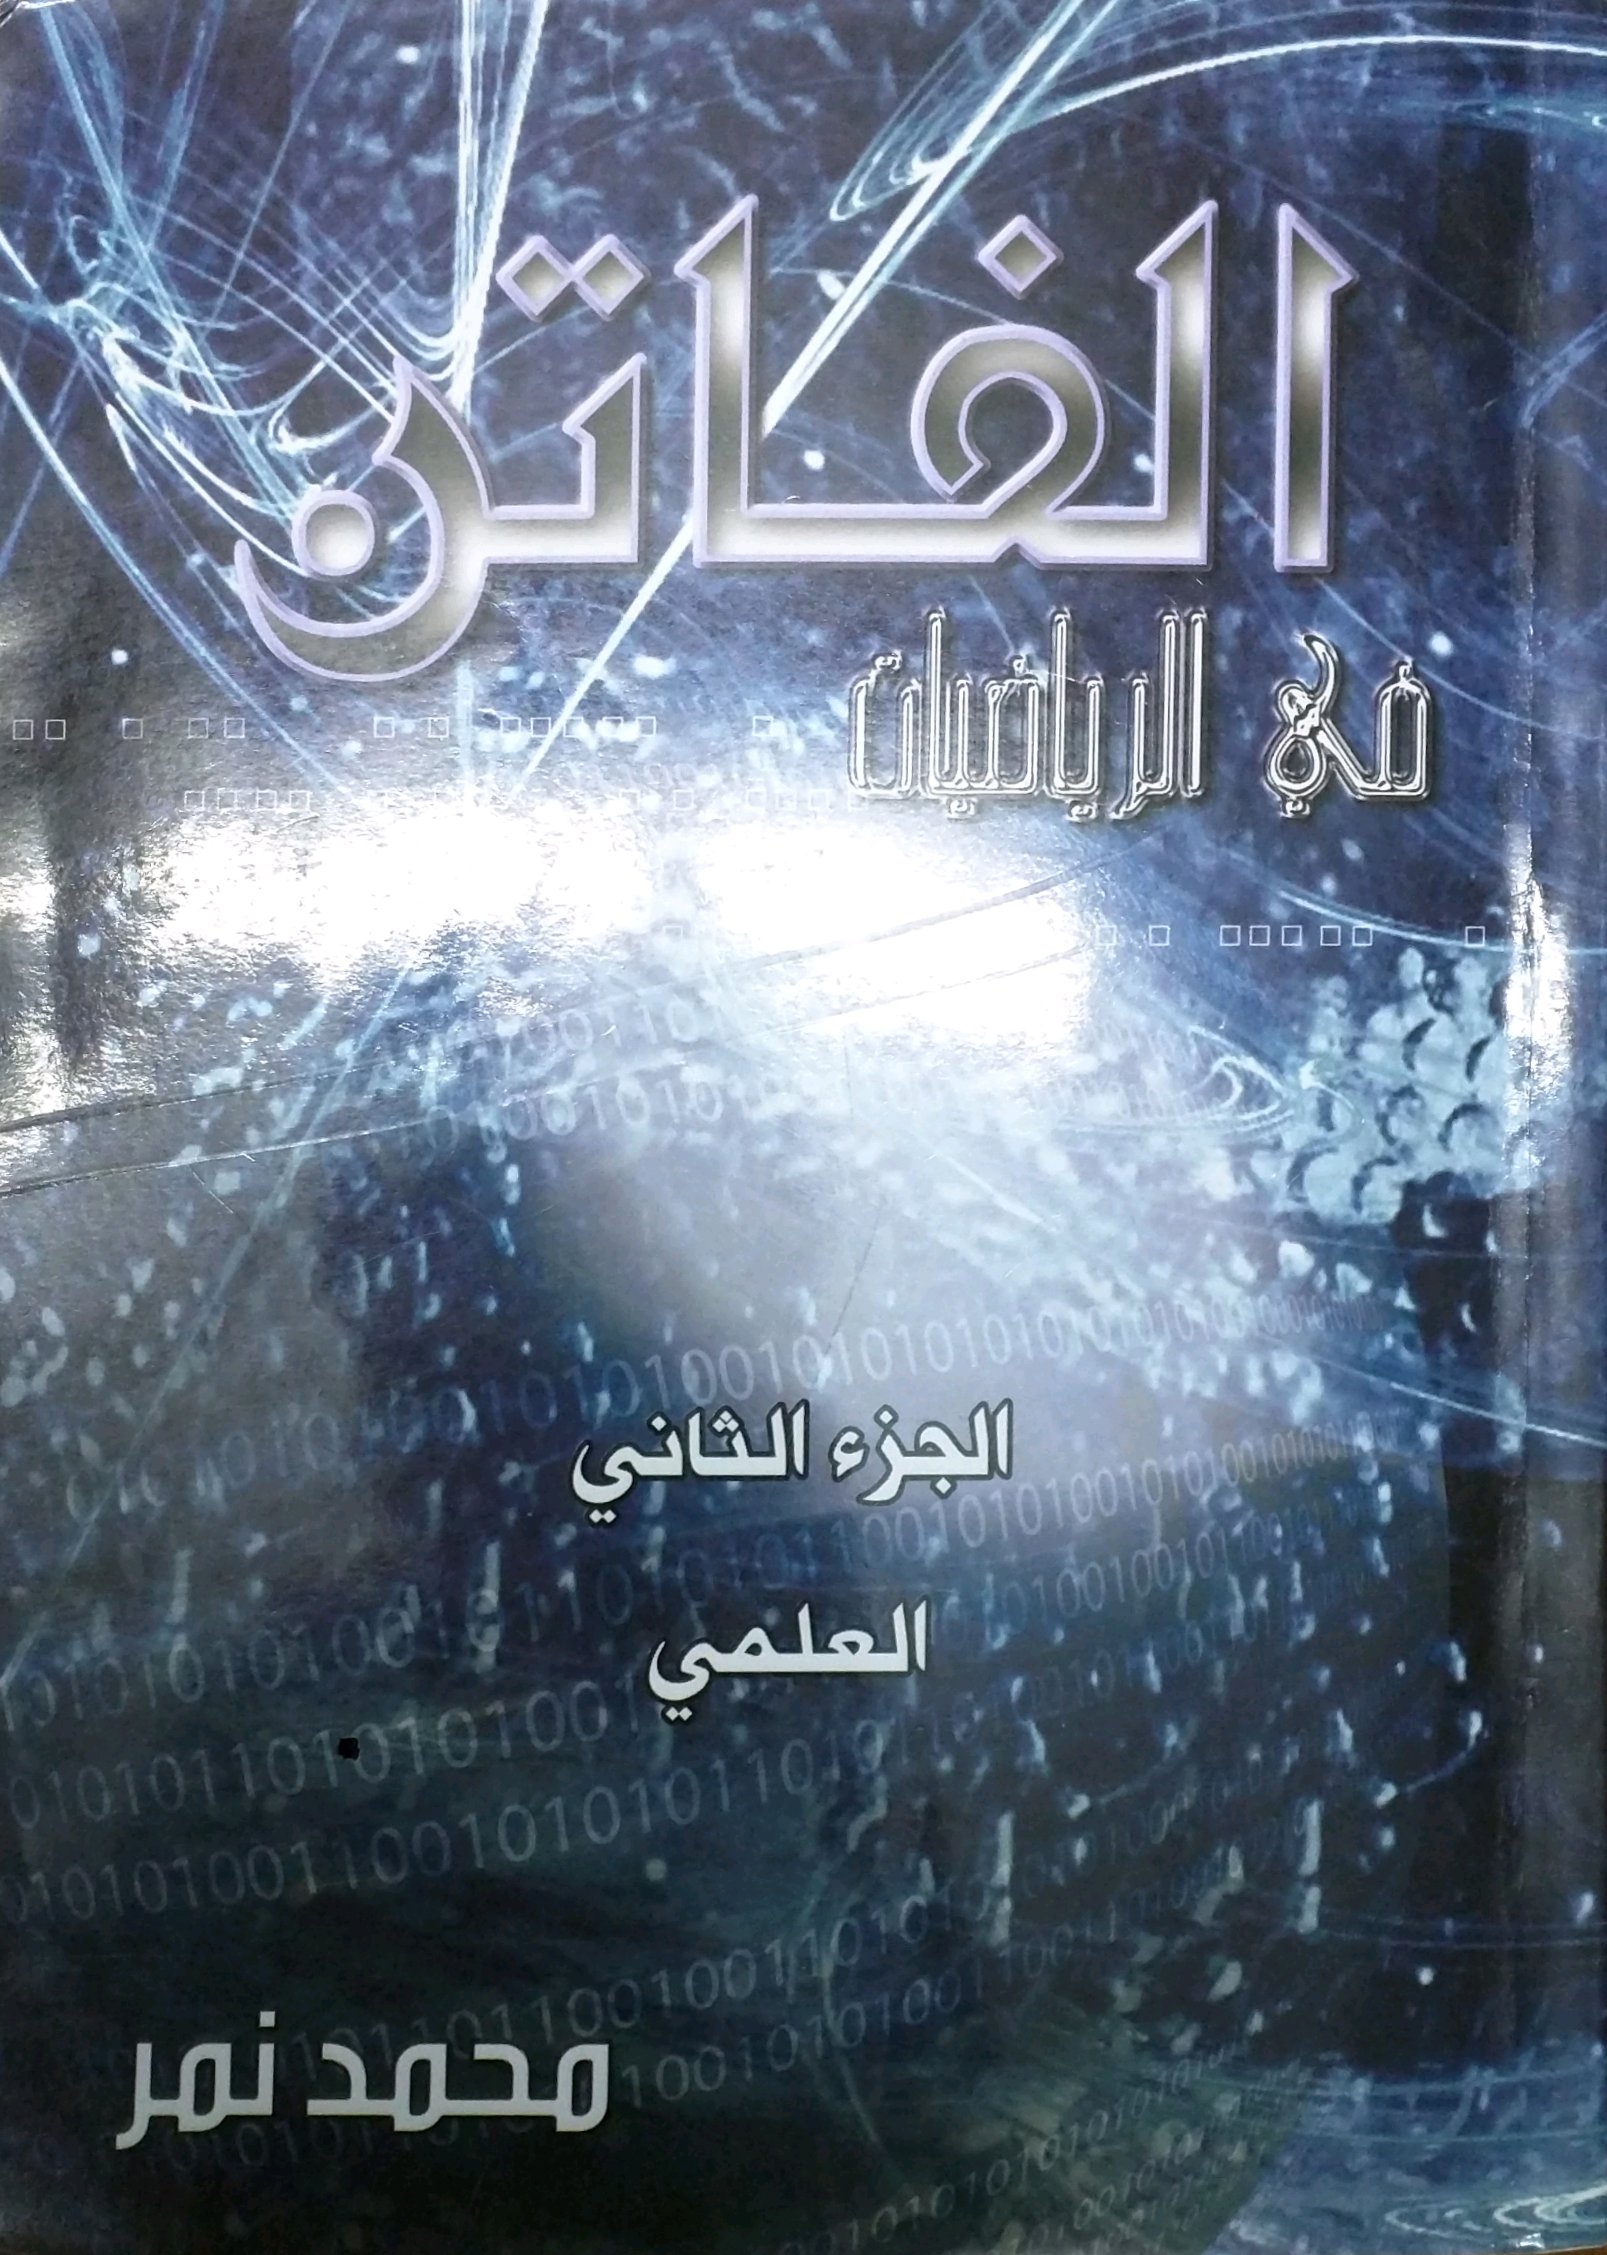 الفاتن
في الرياضيات
الجزء الثاني
العلمي
محمد نمر